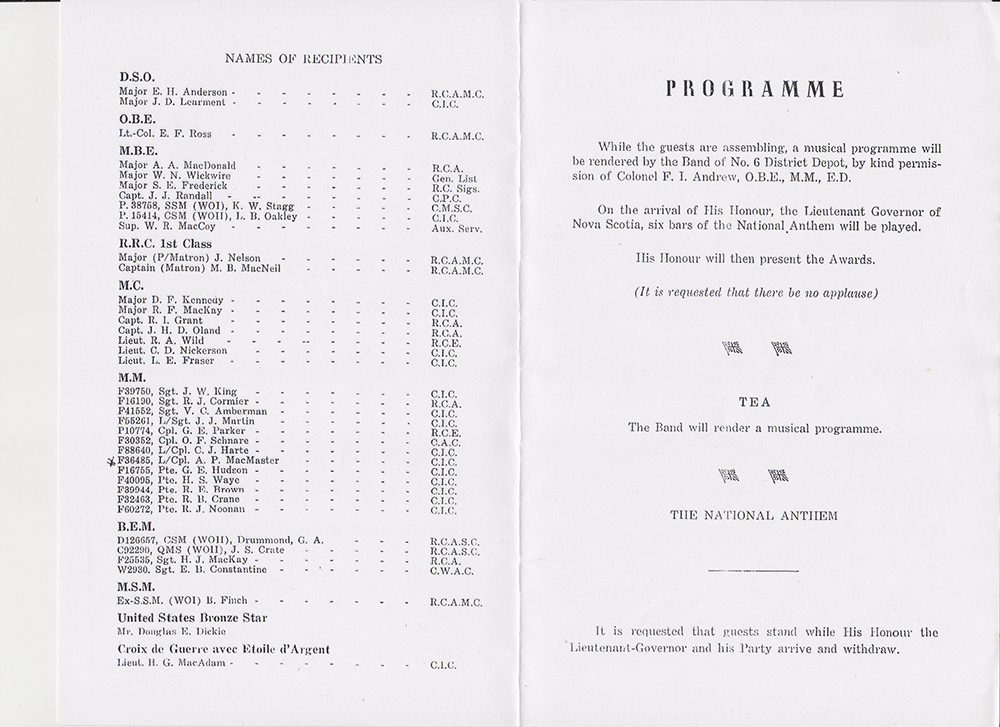 NAMES OF RECIPIENTS
D.S.O.
Major E. H. Anderson - - - - - - - - R.C.A.M.C.
Major J. D. Learment - - - - - - - - C.I.C.
O.B.E.
Lt.-Col. E. F. Ross - - - - - - - - R.C.A.M.C.
M.B.E.
Major A. A. MacDonald - - - - - - - R.C.A.
Major W. N. Wickwire - - - - - - - Gen. List
Major S. E. Frederick - - - - - - - R.C. Sigs.
Capt. J. J. Randall - -- - - - - - - C.P.C.
P. 38758, SSM (WOI), K. W. Stagg - - - - - C.M.S.C.
P. 15414, CSM (WOII), L. B. Oakley - - - - - C.I.C.
Sup. W. R. MacCoy - - - - - - - - Aux. Serv.
R.R.C. 1st Class
Major (P/Matron) J. Nelson - - - - - - R.C.A.M.C.
Captain (Matron) M. B. MacNeil - - - - - R.C.A.M.C.
M.C.
Major D. F. Kennedy - - - - - - - - C.I.C.
Major R. F. MacKay - - - - - - - - C.I.C.
Capt. R. I. Grant - - - - - - - - R.C.A.
Capt. J. H. D. Oland - - - - - - - - R.C.A.
Lieut. R. A. Wild - - - -- - - - - R.C.E.
Lieut. C. D. Nickerson - - - - - - - C.I.C.
Lieut. L. E. Fraser - - - - - - - - C.I.C.
M.M.
F39750, Sgt. J. W. King - - - - - - - C.I.C.
F16190, Sgt. R. J. Cormier - - - - - - - R.C.A.
F41552, Sgt. V. C. Amberman - - - - - - C.I.C.
F55261, L/Sgt. J. J. Martin - - - - - - C.I.C.
P10774, Cpl. G. E. Parker - - - - - - - R.C.E.
F30352, Cpl. O. F. Schnare - - - - - - - C.A.C.
F88640, L/Cpl. C. J. Harte - - - - - - - C.I.C.
F36485, L/Cpl. A. P. MacMaster - - - - - C.I.C.
F16755, Pte. G. E. Hudson - - - - - - - C.I.C.
F40095, Pte. H. S. Waye - - - - - - - C.I.C.
F39944, Pte. R. E. Brown - - - - - - - C.I.C.
F32463, Pte. R. B. Crane - - - - - - - C.I.C.
F60272, Pte. R. J. Noonan - - - - - - - C.I.C.
B.E.M.
D126657, CSM (WOII), Drummond, G. A. - - - R.C.A.S.C.
C92290, QMS (WOII), J. S. Crate - - - - - R.C.A.S.C.
F25535, Sgt. H. J. MacKay - - - - - - - R.C.A.
W2980. Sgt. E. B. Constantine - - - - - - C.W.A.C.
M.S.M.
Ex-S.S.M. (WOI) B. Finch - - - - - - - R.C.A.M.C.
United States Bronze Star
Mr. Douglas E. Dickie
Croix de Guerre avec Etoile d'Argent
Lieut. H. G. MacAdam - - - - - - - - C.I.C.
PROGRAMME
While the guests are assembling, a musical programme will
be rendered by the Band of No. 6 District Depot, by kind permis-
sion of Colonel F. I. Andrew, O.B.E., M.M., E.D.
On the arrival of His Honour, the Lieutenant Governor of
Nova Scotia, six bars of the National Anthem will be played.
His Honour will then present the Awards.
(It is requested that there be no applause)
TEA
The Band will render a musical programme.
THE NATIONAL ANTHEM
It is requested that guests stand while His Honour the
Lieutenant-Governor and his Party arrive and withdraw.